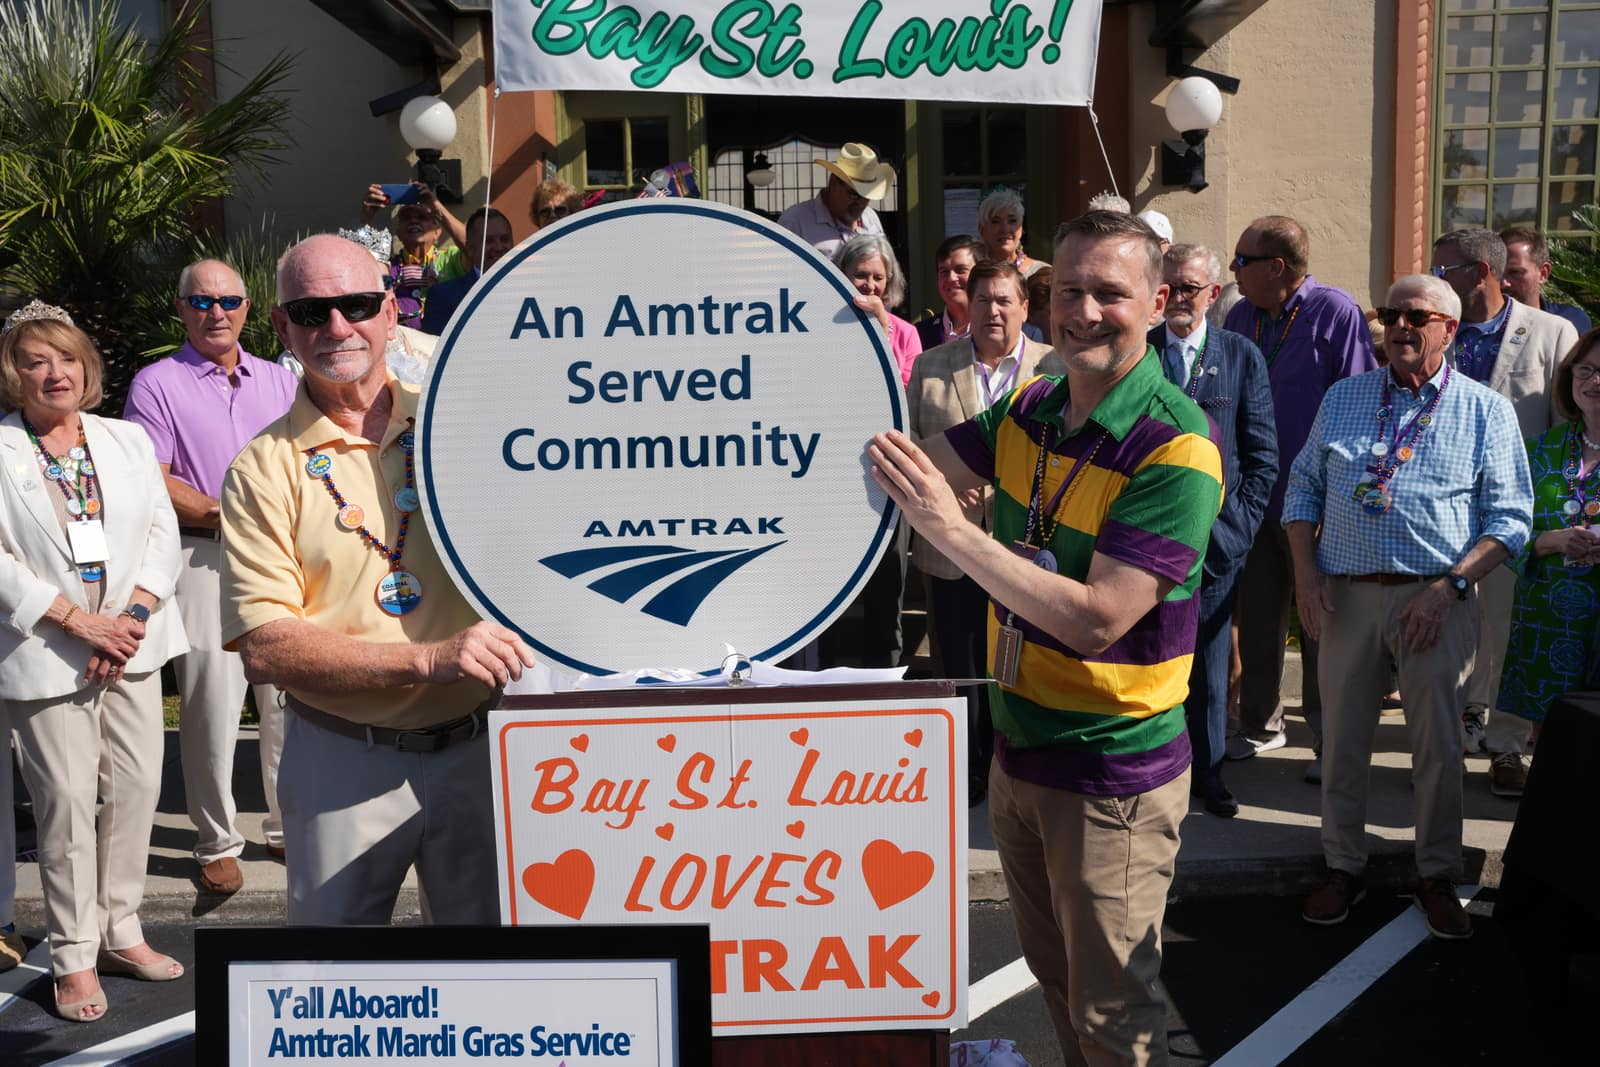 Bay St. Louis!
An Amtrak
Served
Community
AMTRAK
Bay St. Louis
LOVES
TRAK
Y'all Aboard!
Amtrak Mardi Gras Service